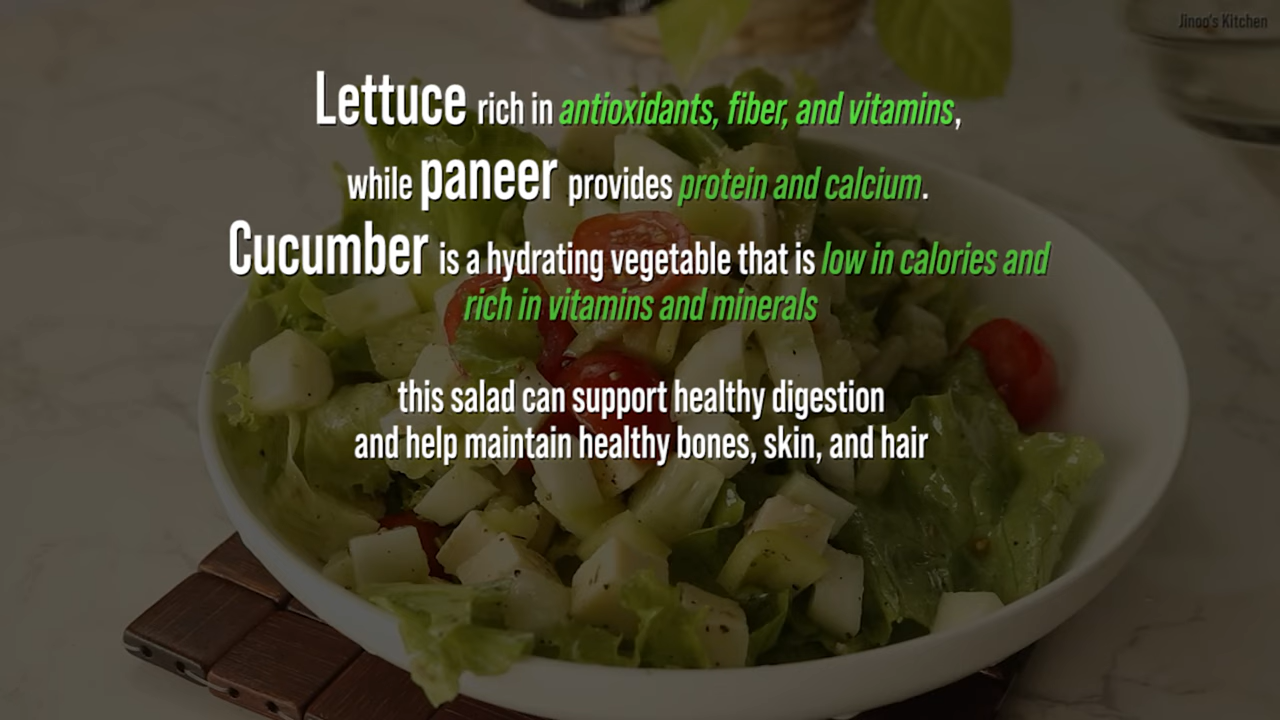 Jinoo's Kitchen
Lettuce rich in antioxidants, fiber, and vitamins,
while paneer provides protein and calcium.
Cucumber is a hydrating vegetable that is low in calories and
rich in vitamins and minerals
this salad can support healthy digestion
and help maintain healthy bones, skin, and hair